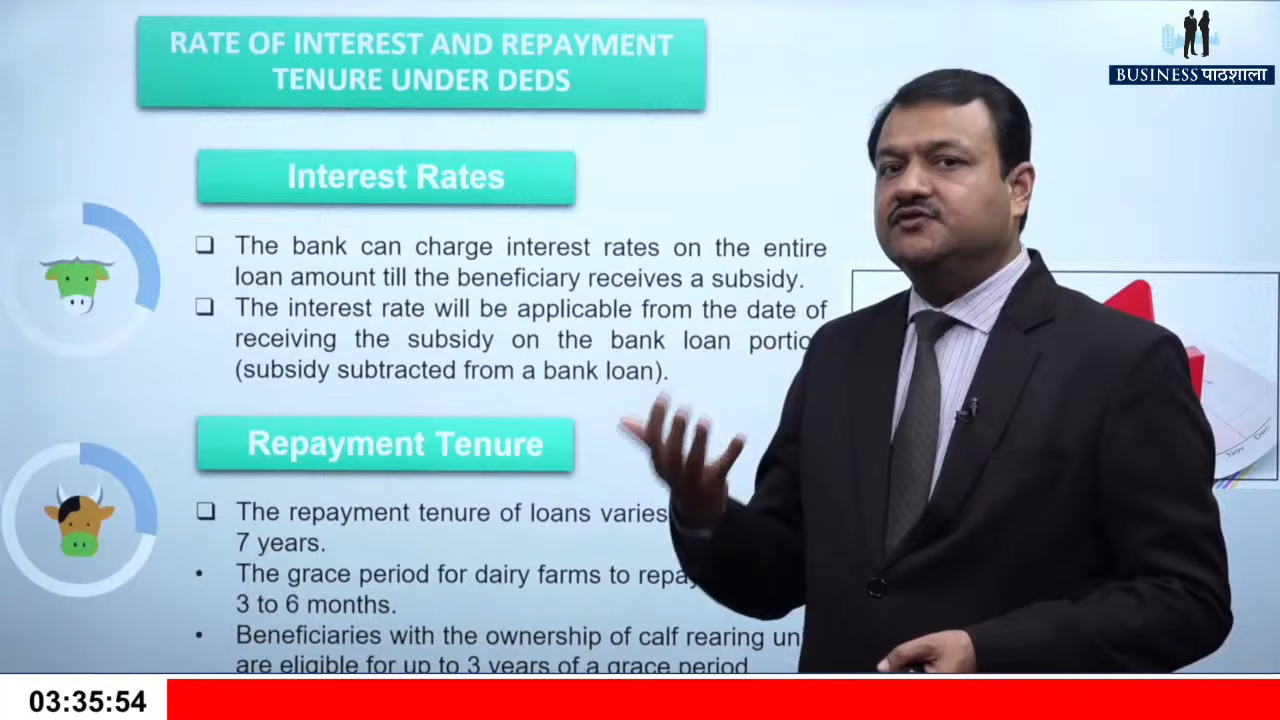 RATE OF INTEREST AND REPAYMENT
TENURE UNDER DEDS
BUSINESS पाठशाला
Interest Rates
❑ The bank can charge interest rates on the entire
loan amount till the beneficiary receives a subsidy.
❑ The interest rate will be applicable from the date of
receiving the subsidy on the bank loan
(subsidy subtracted from a bank loan).
Repayment Tenure
❑ The repayment tenure of loans varies
7 years.
• The grace period for dairy farms to
3 to 6 months.
• Beneficiaries with the ownership of calf rearing
are eligible for up to 3 years of a grace period
03:35:54